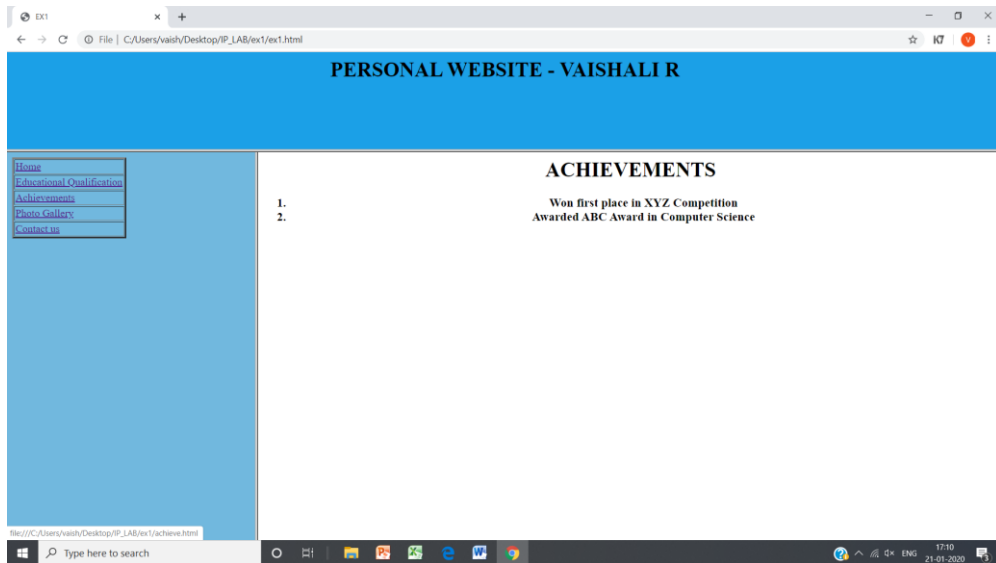 EX1
File | C:/Users/vaish/Desktop/IP_LAB/ex1/ex1.html
K7
V
PERSONAL WEBSITE - VAISHALI R
Home
Educational Qualification
Achievements
Photo Gallery
Contact us
ACHIEVEMENTS
1. Won first place in XYZ Competition
2. Awarded ABC Award in Computer Science
file:///C:/Users/vaish/Desktop/IP_LAB/ex1/achieve.html
Type here to search
ENG
17:10
21-01-2020